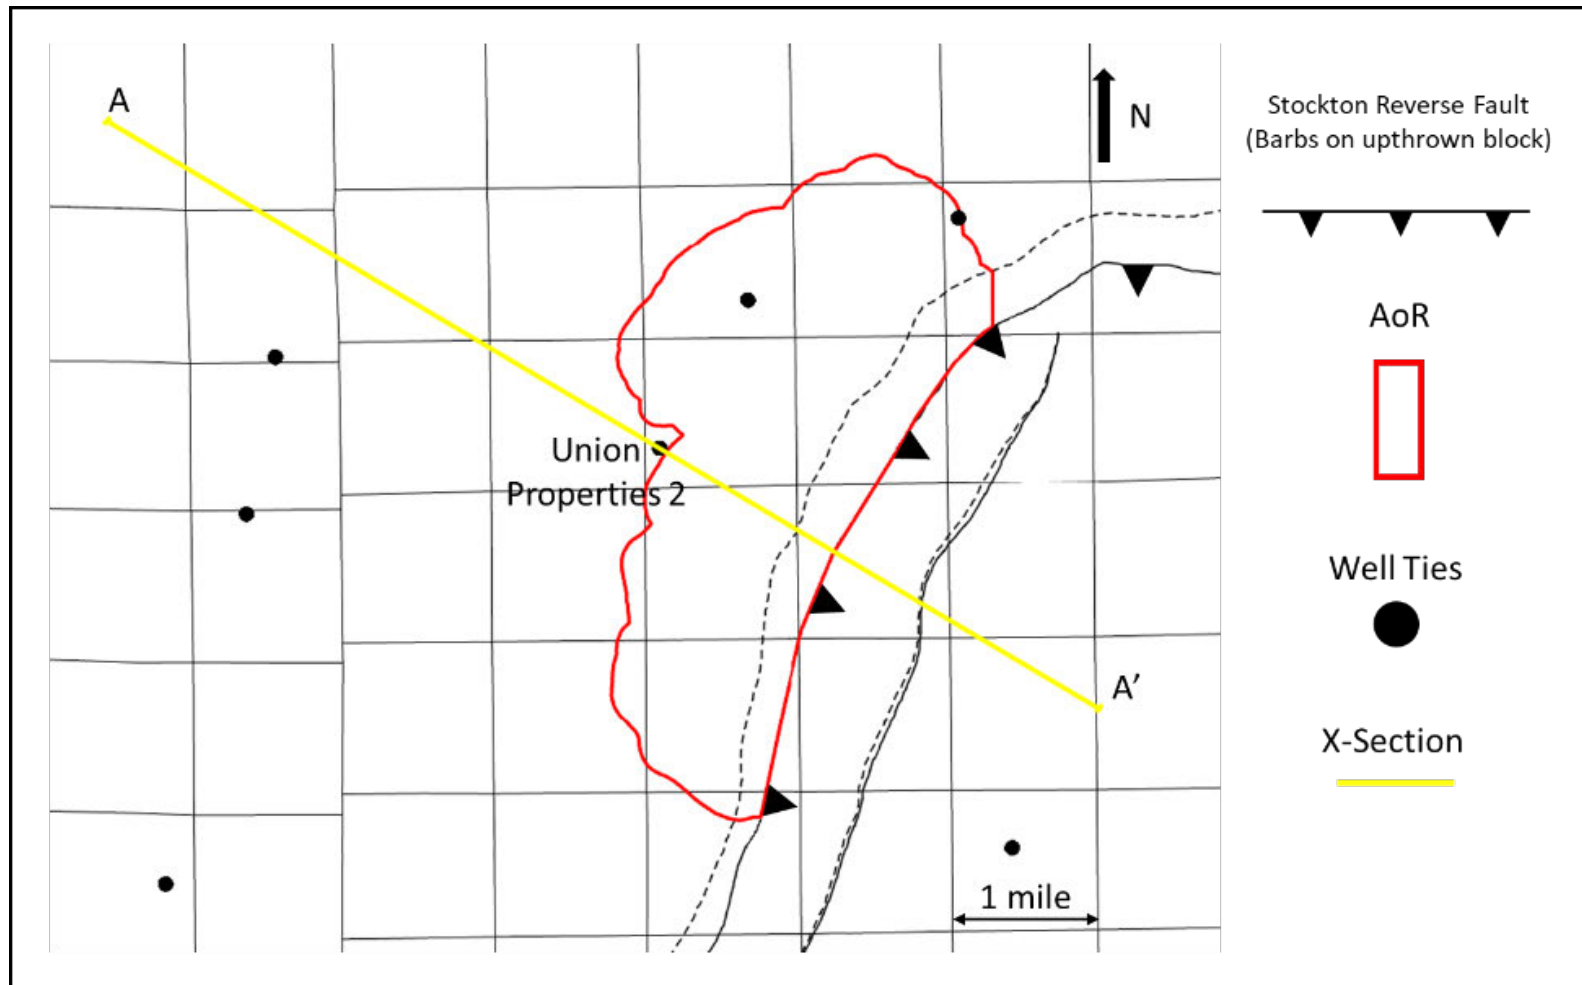 A
N
Stockton Reverse Fault
(Barbs on upthrown block)
AoR
Union
Properties 2
Well Ties
A’
X-Section
1 mile